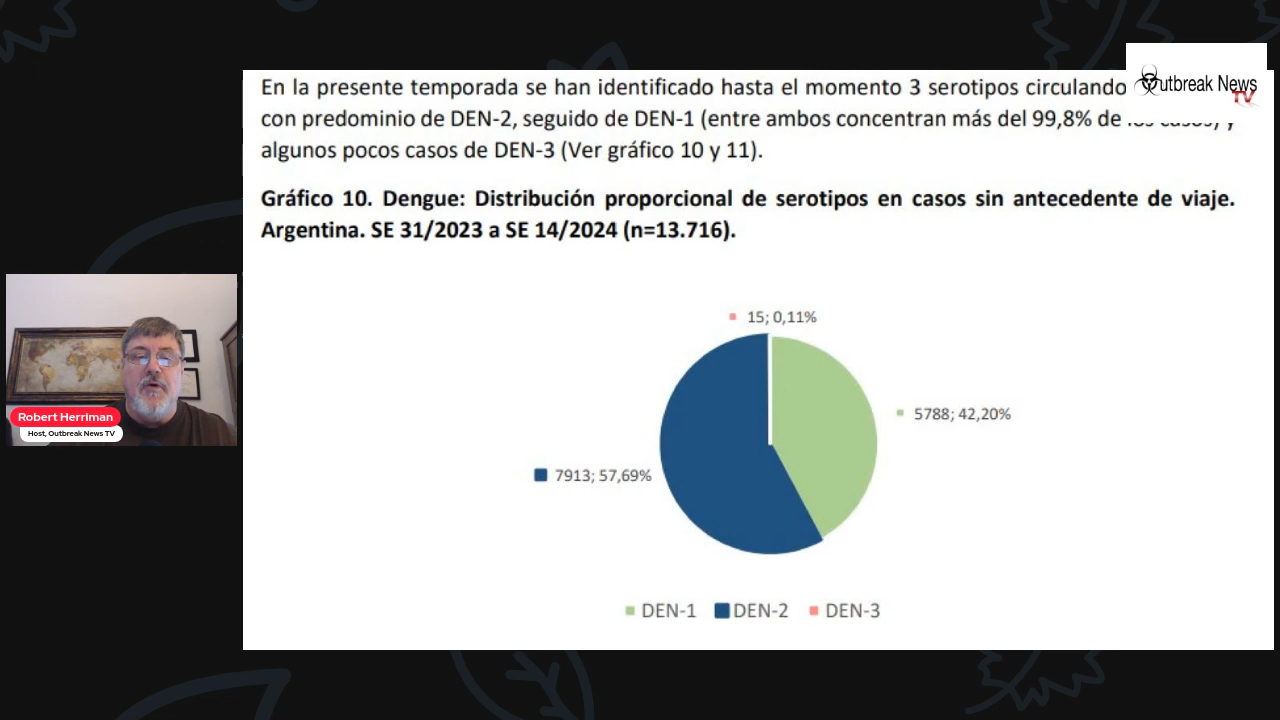 Outbreak News
TV
En la presente temporada se han identificado hasta el momento 3 serotipos circulando
con predominio de DEN-2, seguido de DEN-1 (entre ambos concentran más del 99,8% de los casos) y
algunos pocos casos de DEN-3 (Ver gráfico 10 y 11).
Gráfico 10. Dengue: Distribución proporcional de serotipos en casos sin antecedente de viaje.
Argentina. SE 31/2023 a SE 14/2024 (n=13.716).
15; 0,11%
5788; 42,20%
7913; 57,69%
DEN-1 DEN-2 DEN-3
Robert Herriman
Host, Outbreak News TV